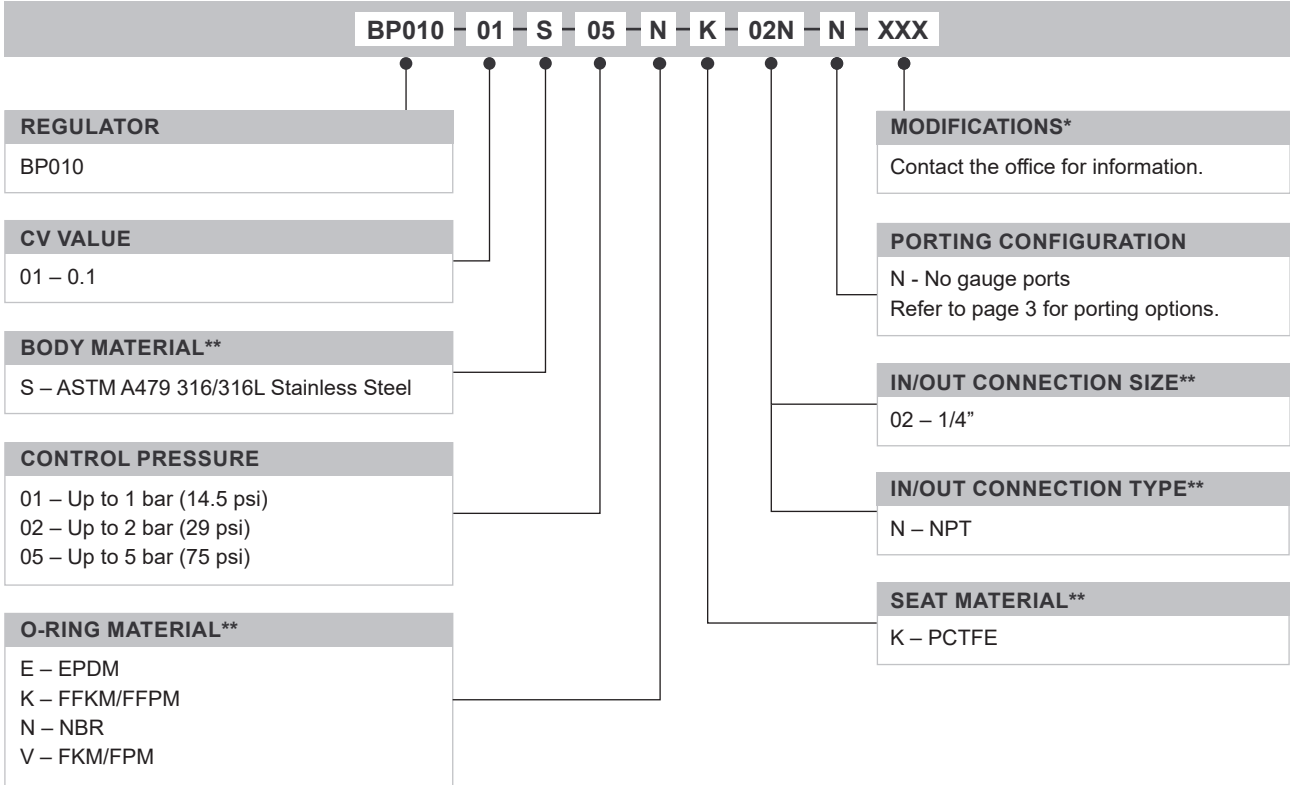 BP010 01 S 05 N K 02N N XXX
REGULATOR
BP010
CV VALUE
01 – 0.1
BODY MATERIAL**
S – ASTM A479 316/316L Stainless Steel
CONTROL PRESSURE
01 – Up to 1 bar (14.5 psi)
02 – Up to 2 bar (29 psi)
05 – Up to 5 bar (75 psi)
O-RING MATERIAL**
E – EPDM
K – FFKM/FFPM
N – NBR
V – FKM/FPM
MODIFICATIONS*
Contact the office for information.
PORTING CONFIGURATION
N - No gauge ports
Refer to page 3 for porting options.
IN/OUT CONNECTION SIZE**
02 – 1/4”
IN/OUT CONNECTION TYPE**
N – NPT
SEAT MATERIAL**
K – PCTFE